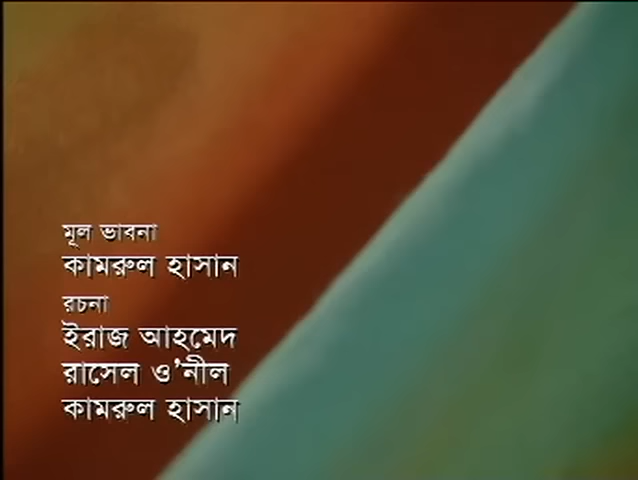 মূল ভাবনা
কামরুল হাসান
রচনা
ইরাজ আহমেদ
রাসেল ও'নীল
কামরুল হাসান